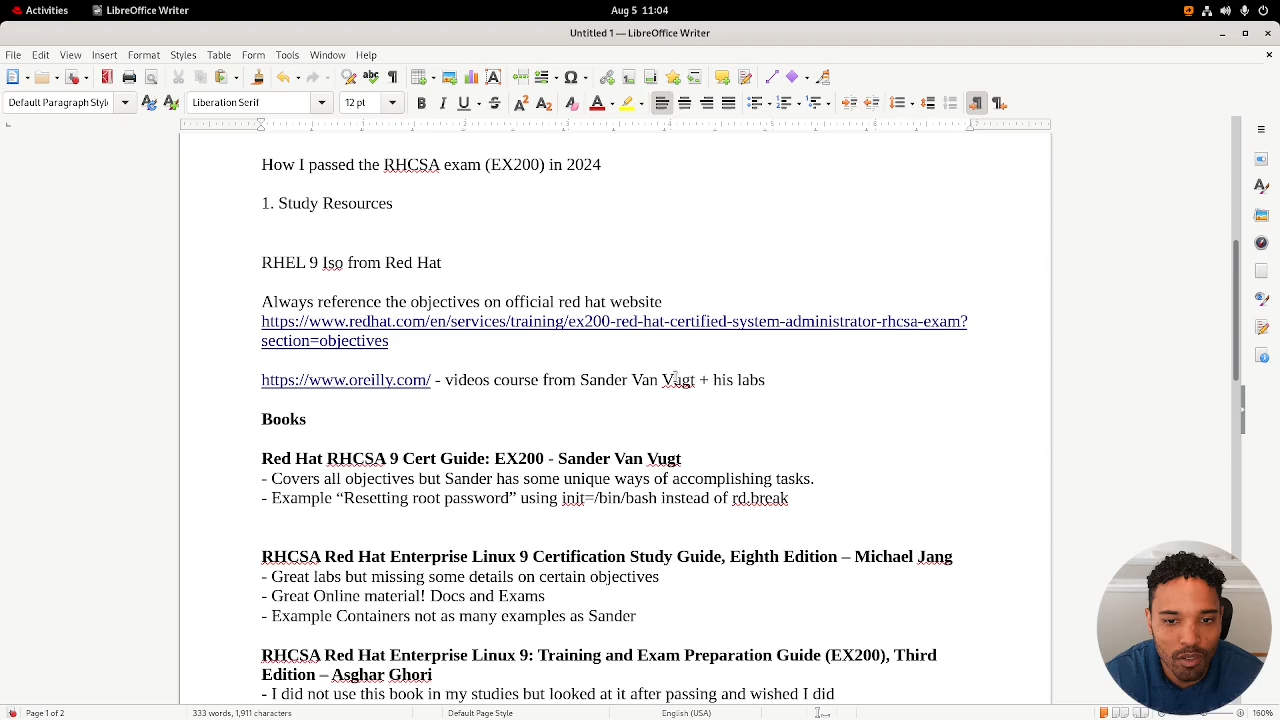 Activities LibreOffice Writer Aug 5 11:04
Untitled 1 — LibreOffice Writer
File Edit View Insert Format Styles Table Form Tools Window Help
Default Paragraph Styl Liberation Serif 12 pt
How I passed the RHCSA exam (EX200) in 2024
1. Study Resources
RHEL 9 Iso from Red Hat
Always reference the objectives on official red hat website
https://www.redhat.com/en/services/training/ex200-red-hat-certified-system-administrator-rhcsa-exam?
section=objectives
https://www.oreilly.com/ - videos course from Sander Van Vugt + his labs
Books
Red Hat RHCSA 9 Cert Guide: EX200 - Sander Van Vugt
- Covers all objectives but Sander has some unique ways of accomplishing tasks.
- Example “Resetting root password” using init=/bin/bash instead of rd.break
RHCSA Red Hat Enterprise Linux 9 Certification Study Guide, Eighth Edition – Michael Jang
- Great labs but missing some details on certain objectives
- Great Online material! Docs and Exams
- Example Containers not as many examples as Sander
RHCSA Red Hat Enterprise Linux 9: Training and Exam Preparation Guide (EX200), Third
Edition – Asghar Ghori
- I did not use this book in my studies but looked at it after passing and wished I did
Page 1 of 2 333 words, 1,911 characters Default Page Style English (USA) 160%